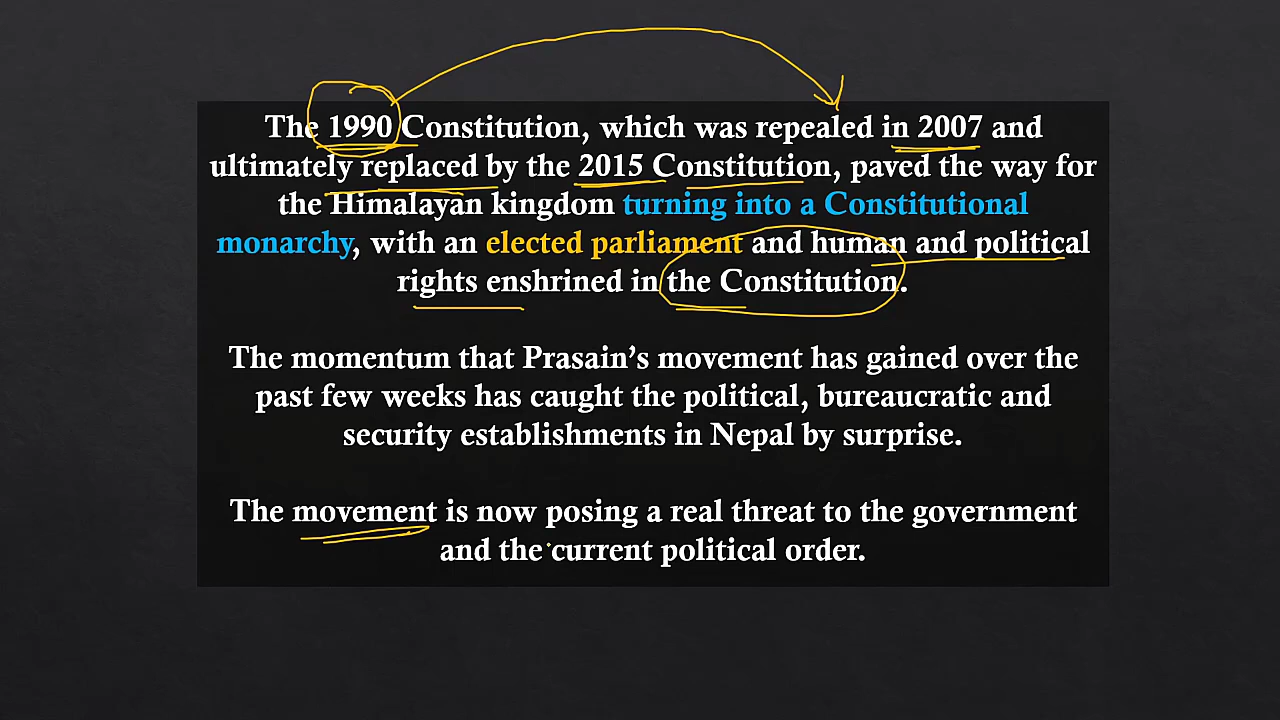 The 1990 Constitution, which was repealed in 2007 and
ultimately replaced by the 2015 Constitution, paved the way for
the Himalayan kingdom turning into a Constitutional
monarchy, with an elected parliament and human and political
rights enshrined in the Constitution.
The momentum that Prasain’s movement has gained over the
past few weeks has caught the political, bureaucratic and
security establishments in Nepal by surprise.
The movement is now posing a real threat to the government
and the current political order.